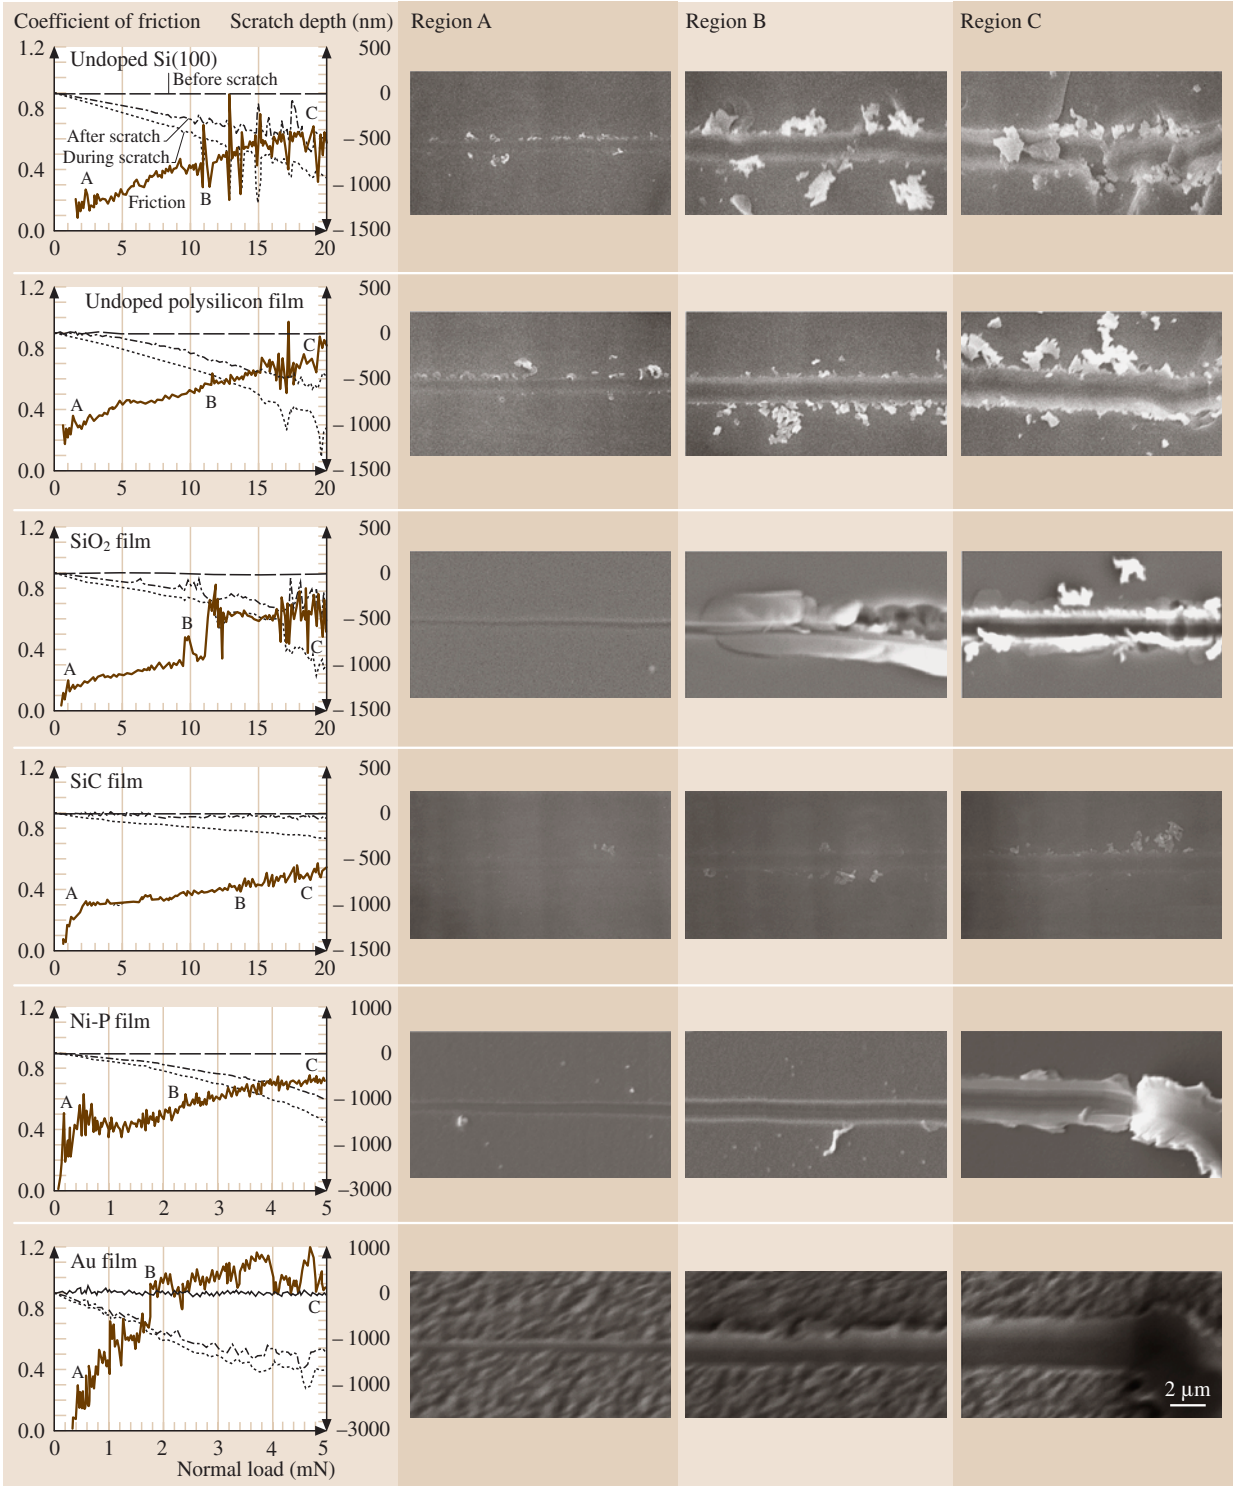 Coefficient of friction Scratch depth (nm) Region A Region B Region C
1.2 Undoped Si(100) 500
Before scratch 0
0.8 C
After scratch –500
During scratch
0.4 A –1000
Friction B
0.0 –1500
0 5 10 15 20
1.2 Undoped polysilicon film 500
0
0.8 C
–500
0.4 A B –1000
0.0 –1500
0 5 10 15 20
1.2 SiO2 film 500
0
0.8
B –500
0.4 A C –1000
0.0 –1500
0 5 10 15 20
1.2 SiC film 500
0
0.8
–500
0.4 A B C –1000
0.0 –1500
0 5 10 15 20
1.2 Ni-P film 1000
0
0.8 C
A B –1000
0.4 –1000
0.0 –3000
0 1 2 3 4 5
1.2 Au film 1000
B 0
0.8 C
–1000
0.4 A –1000
2 µm
0.0 –3000
0 1 2 3 4 5
Normal load (mN)